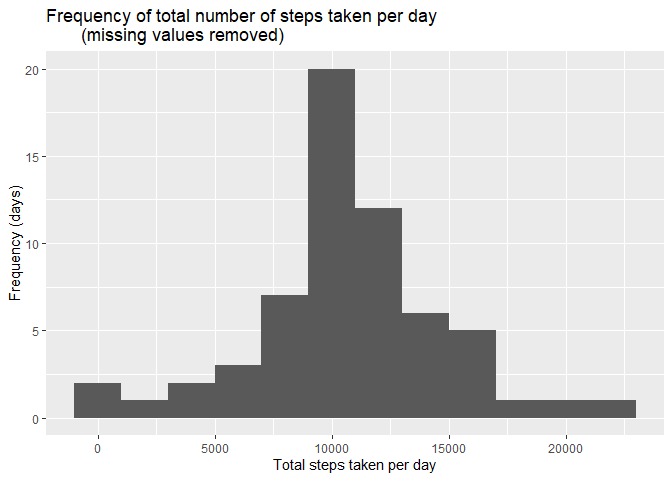 Frequency of total number of steps taken per day
(missing values removed)
20
15
10
5
0
Frequency (days)
0 5000 10000 15000 20000
Total steps taken per day